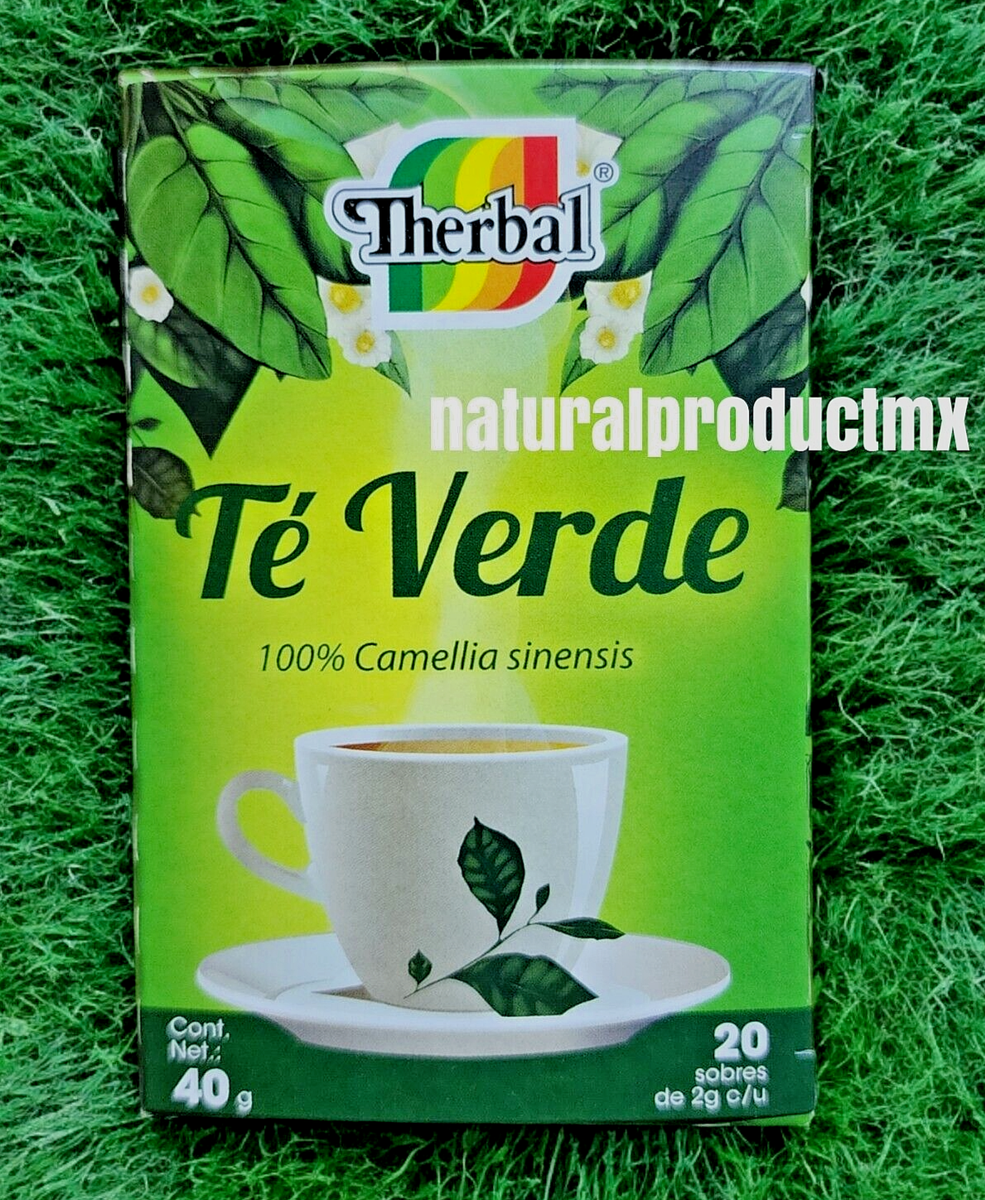 Therbal®
naturalproductmx
Té Verde
100% Camellia sinensis
Cont.
Net.:
40 g
20
sobres
de 2g c/u